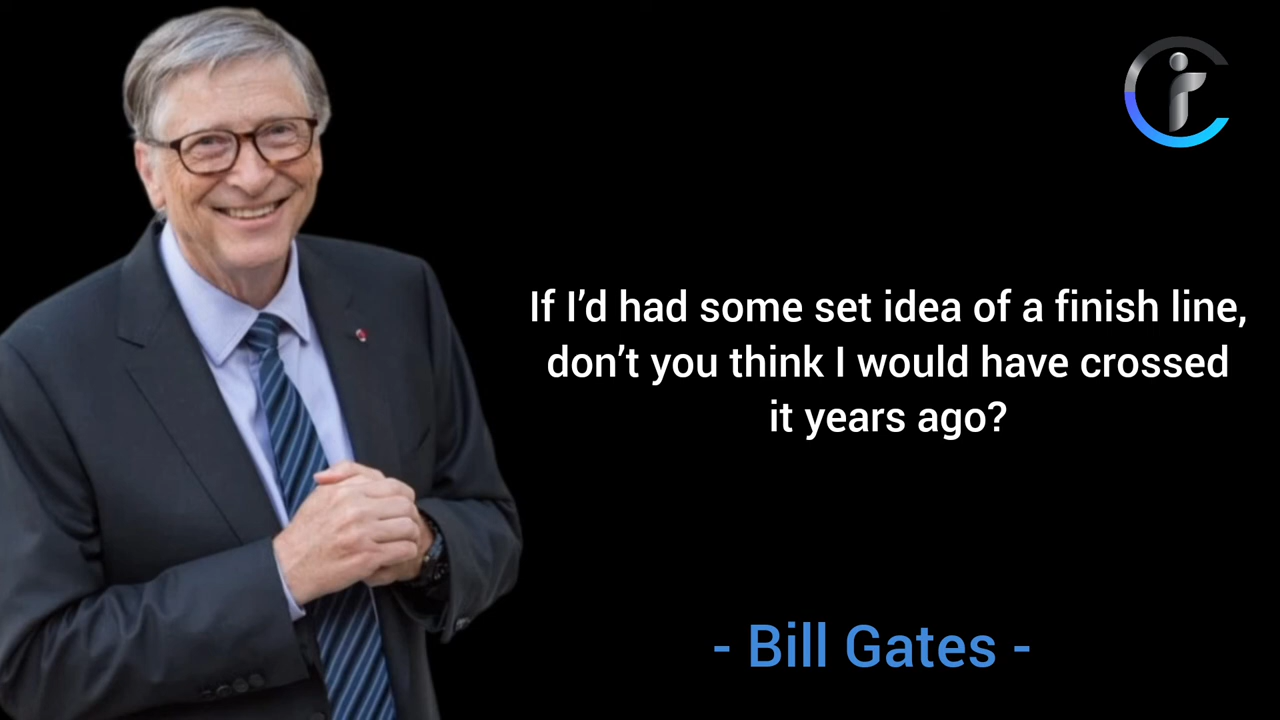 If I’d had some set idea of a finish line,
don’t you think I would have crossed
it years ago?
- Bill Gates -